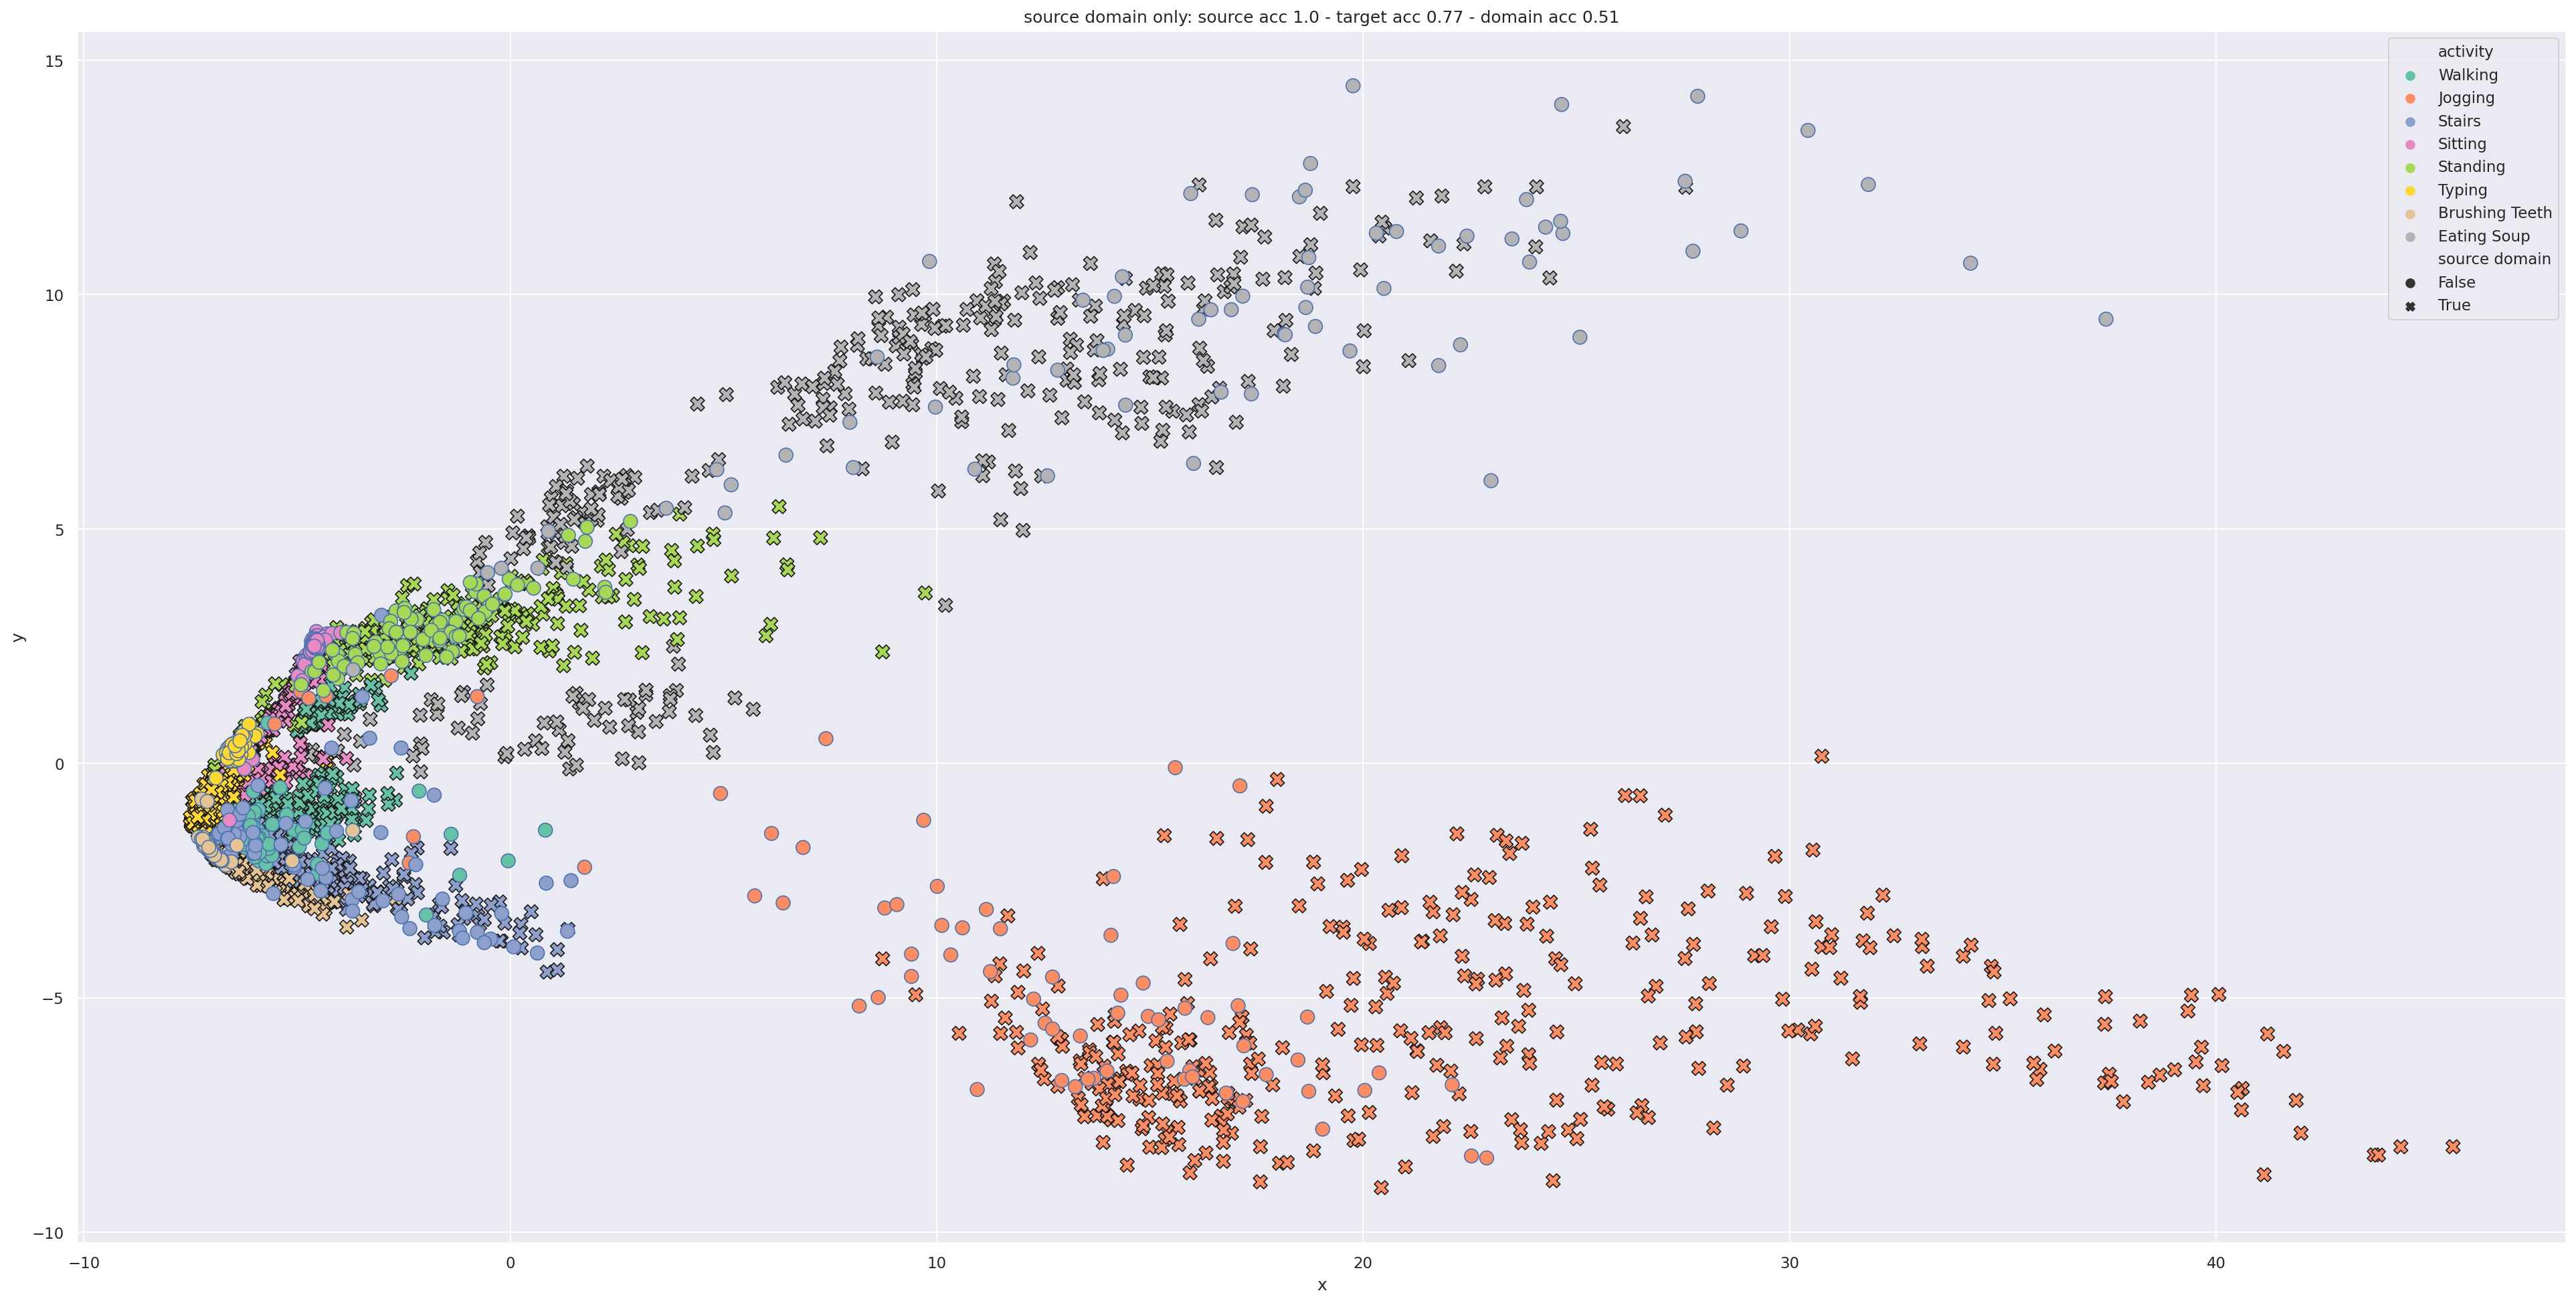 source domain only: source acc 1.0 - target acc 0.77 - domain acc 0.51
activity
Walking
Jogging
Stairs
Sitting
Standing
Typing
Brushing Teeth
Eating Soup
source domain
False
True
15
10
5
0
−5
−10
y
−10
0
10
20
30
40
x